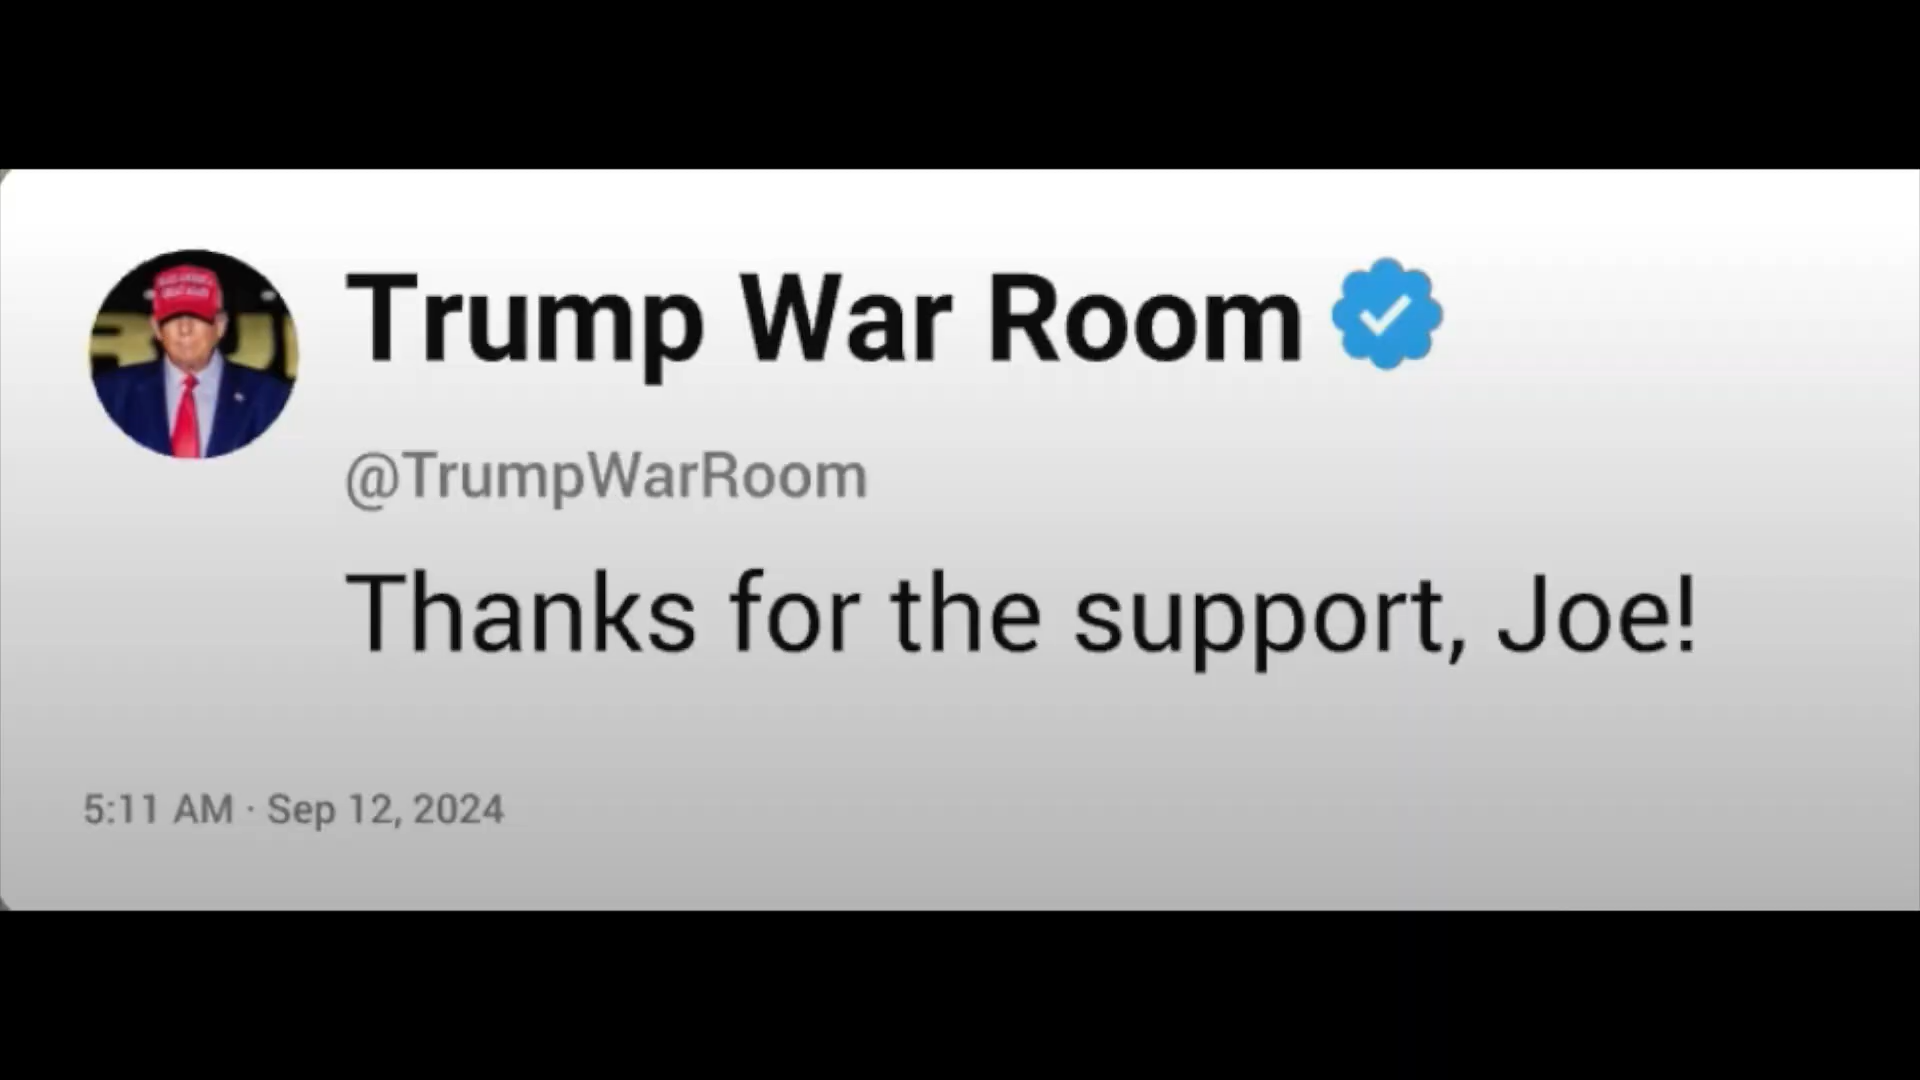 Trump War Room
@TrumpWarRoom
Thanks for the support, Joe!
5:11 AM · Sep 12, 2024